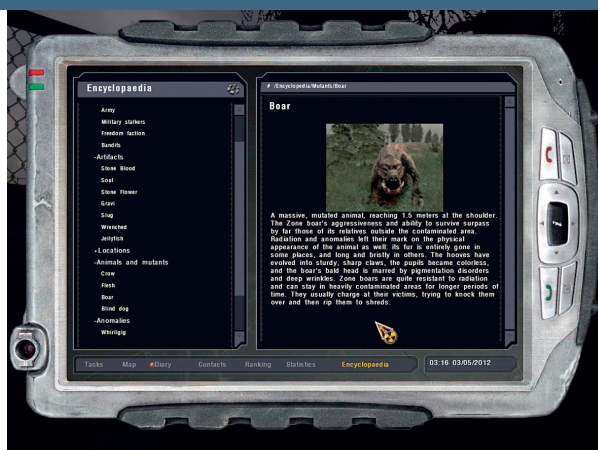 Encyclopaedia
Army
Military stalkers
Freedom faction
Bandits
-Artifacts
Stone Blood
Soul
Stone Flower
Gravi
Slug
Wrenched
Jellyfish
+Locations
-Animals and mutants
Crow
Flesh
Boar
Blind dog
-Anomalies
Whirligig
# /Encyclopedia/Mutants/Boar
Boar
A massive, mutated animal, reaching 1.5 meters at the shoulder.
The Zone boar's aggressiveness and ability to survive surpass
by far those of its relatives outside the contaminated area.
Radiation and anomalies left their mark on the physical
appearance of the animal as well: its fur is entirely gone in
some places, and long and bristly in others. The hooves have
evolved into sturdy, sharp claws, the pupils became colorless,
and the boar's bald head is marred by pigmentation disorders
and deep wrinkles. Zone boars are quite resistant to radiation
and can stay in heavily contaminated areas for longer periods of
time. They usually charge at their victims, trying to knock them
over and then rip them to shreds.
Tasks Map Diary Contacts Ranking Statistics Encyclopaedia 03:16 03/05/2012